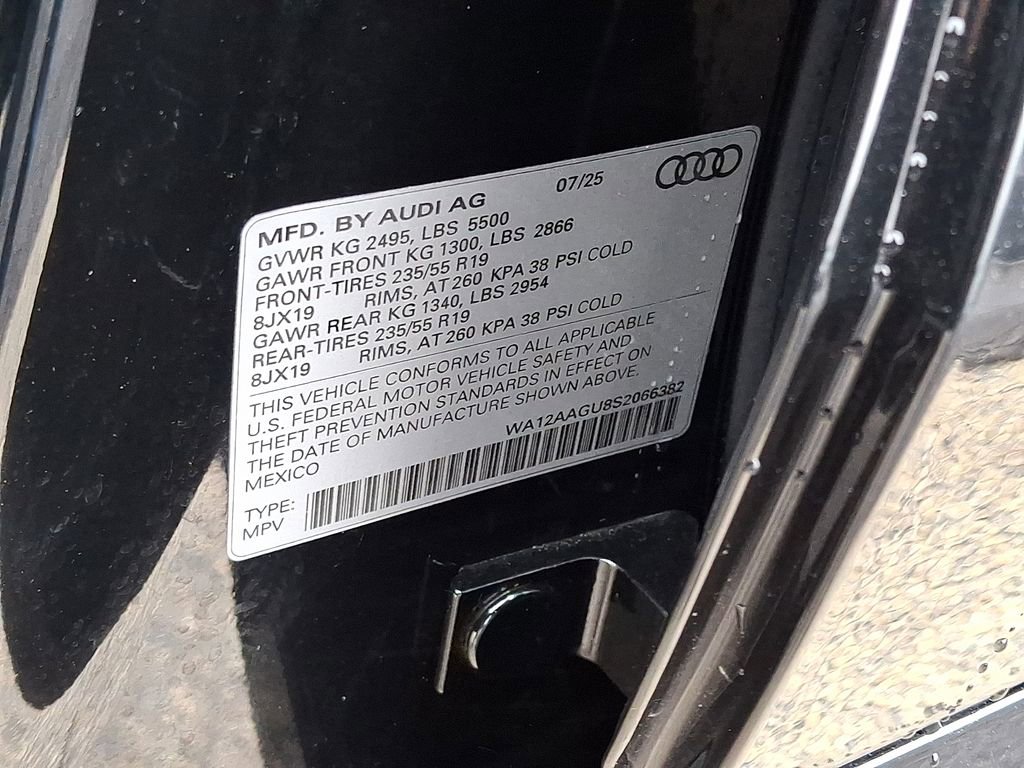 07/25
MFD. BY AUDI AG
GVWR KG 2495, LBS 5500
GAWR FRONT KG 1300, LBS 2866
FRONT-TIRES 235/55 R19
8JX19 RIMS, AT 260 KPA 38 PSI COLD
GAWR REAR KG 1340, LBS 2954
REAR-TIRES 235/55 R19
8JX19 RIMS, AT 260 KPA 38 PSI COLD
THIS VEHICLE CONFORMS TO ALL APPLICABLE
U.S. FEDERAL MOTOR VEHICLE SAFETY AND
THEFT PREVENTION STANDARDS IN EFFECT ON
THE DATE OF MANUFACTURE SHOWN ABOVE.
MEXICO
WA12AAGU8S2066382
TYPE:
MPV